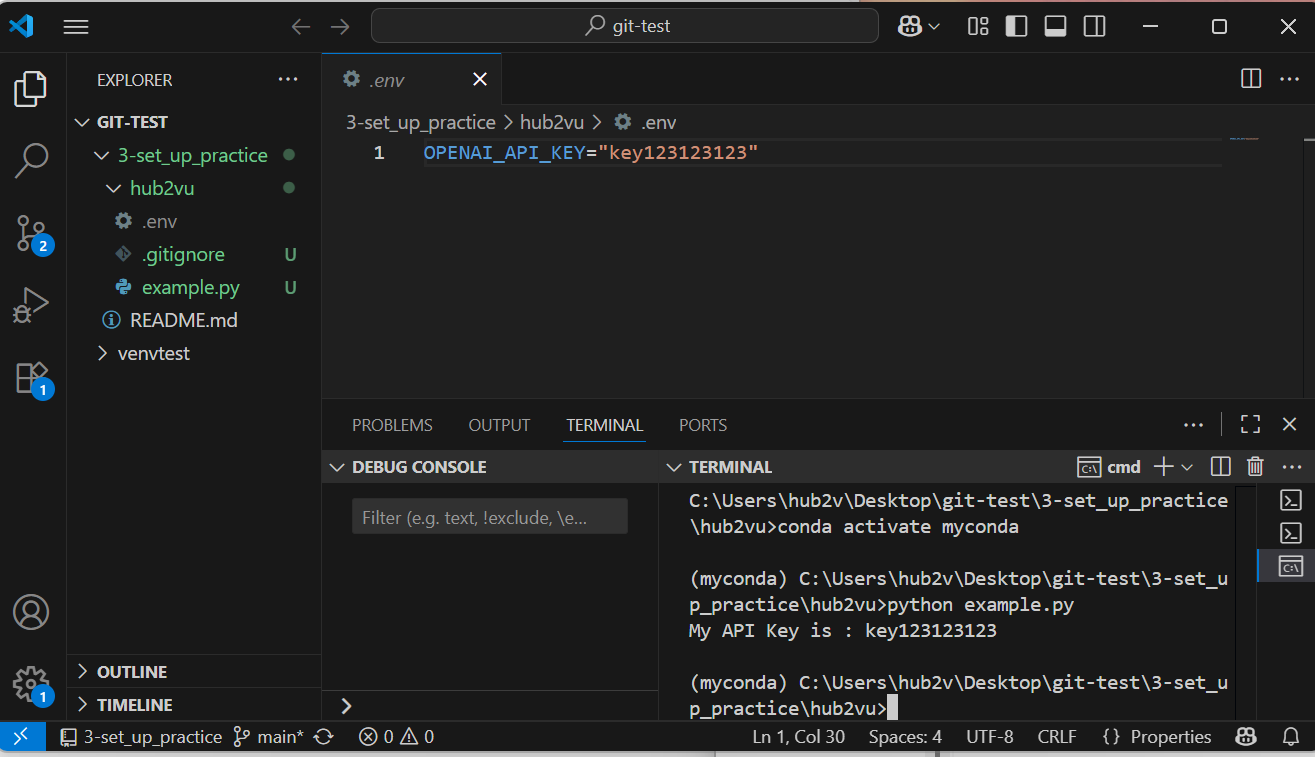 git-test
EXPLORER
.env
GIT-TEST
3-set_up_practice
hub2vu
.env
.gitignore U
example.py U
README.md
venvtest
2
1
OUTLINE
1
TIMELINE
3-set_up_practice > hub2vu > .env
1 OPENAI_API_KEY="key123123123"
PROBLEMS OUTPUT TERMINAL PORTS
DEBUG CONSOLE
Filter (e.g. text, !exclude, \e...
TERMINAL
cmd
C:\Users\hub2v\Desktop\git-test\3-set_up_practice
\hub2vu>conda activate myconda
(myconda) C:\Users\hub2v\Desktop\git-test\3-set_u
p_practice\hub2vu>python example.py
My API Key is : key123123123
(myconda) C:\Users\hub2v\Desktop\git-test\3-set_u
p_practice\hub2vu>
3-set_up_practice main* 0 0 Ln 1, Col 30 Spaces: 4 UTF-8 CRLF {} Properties